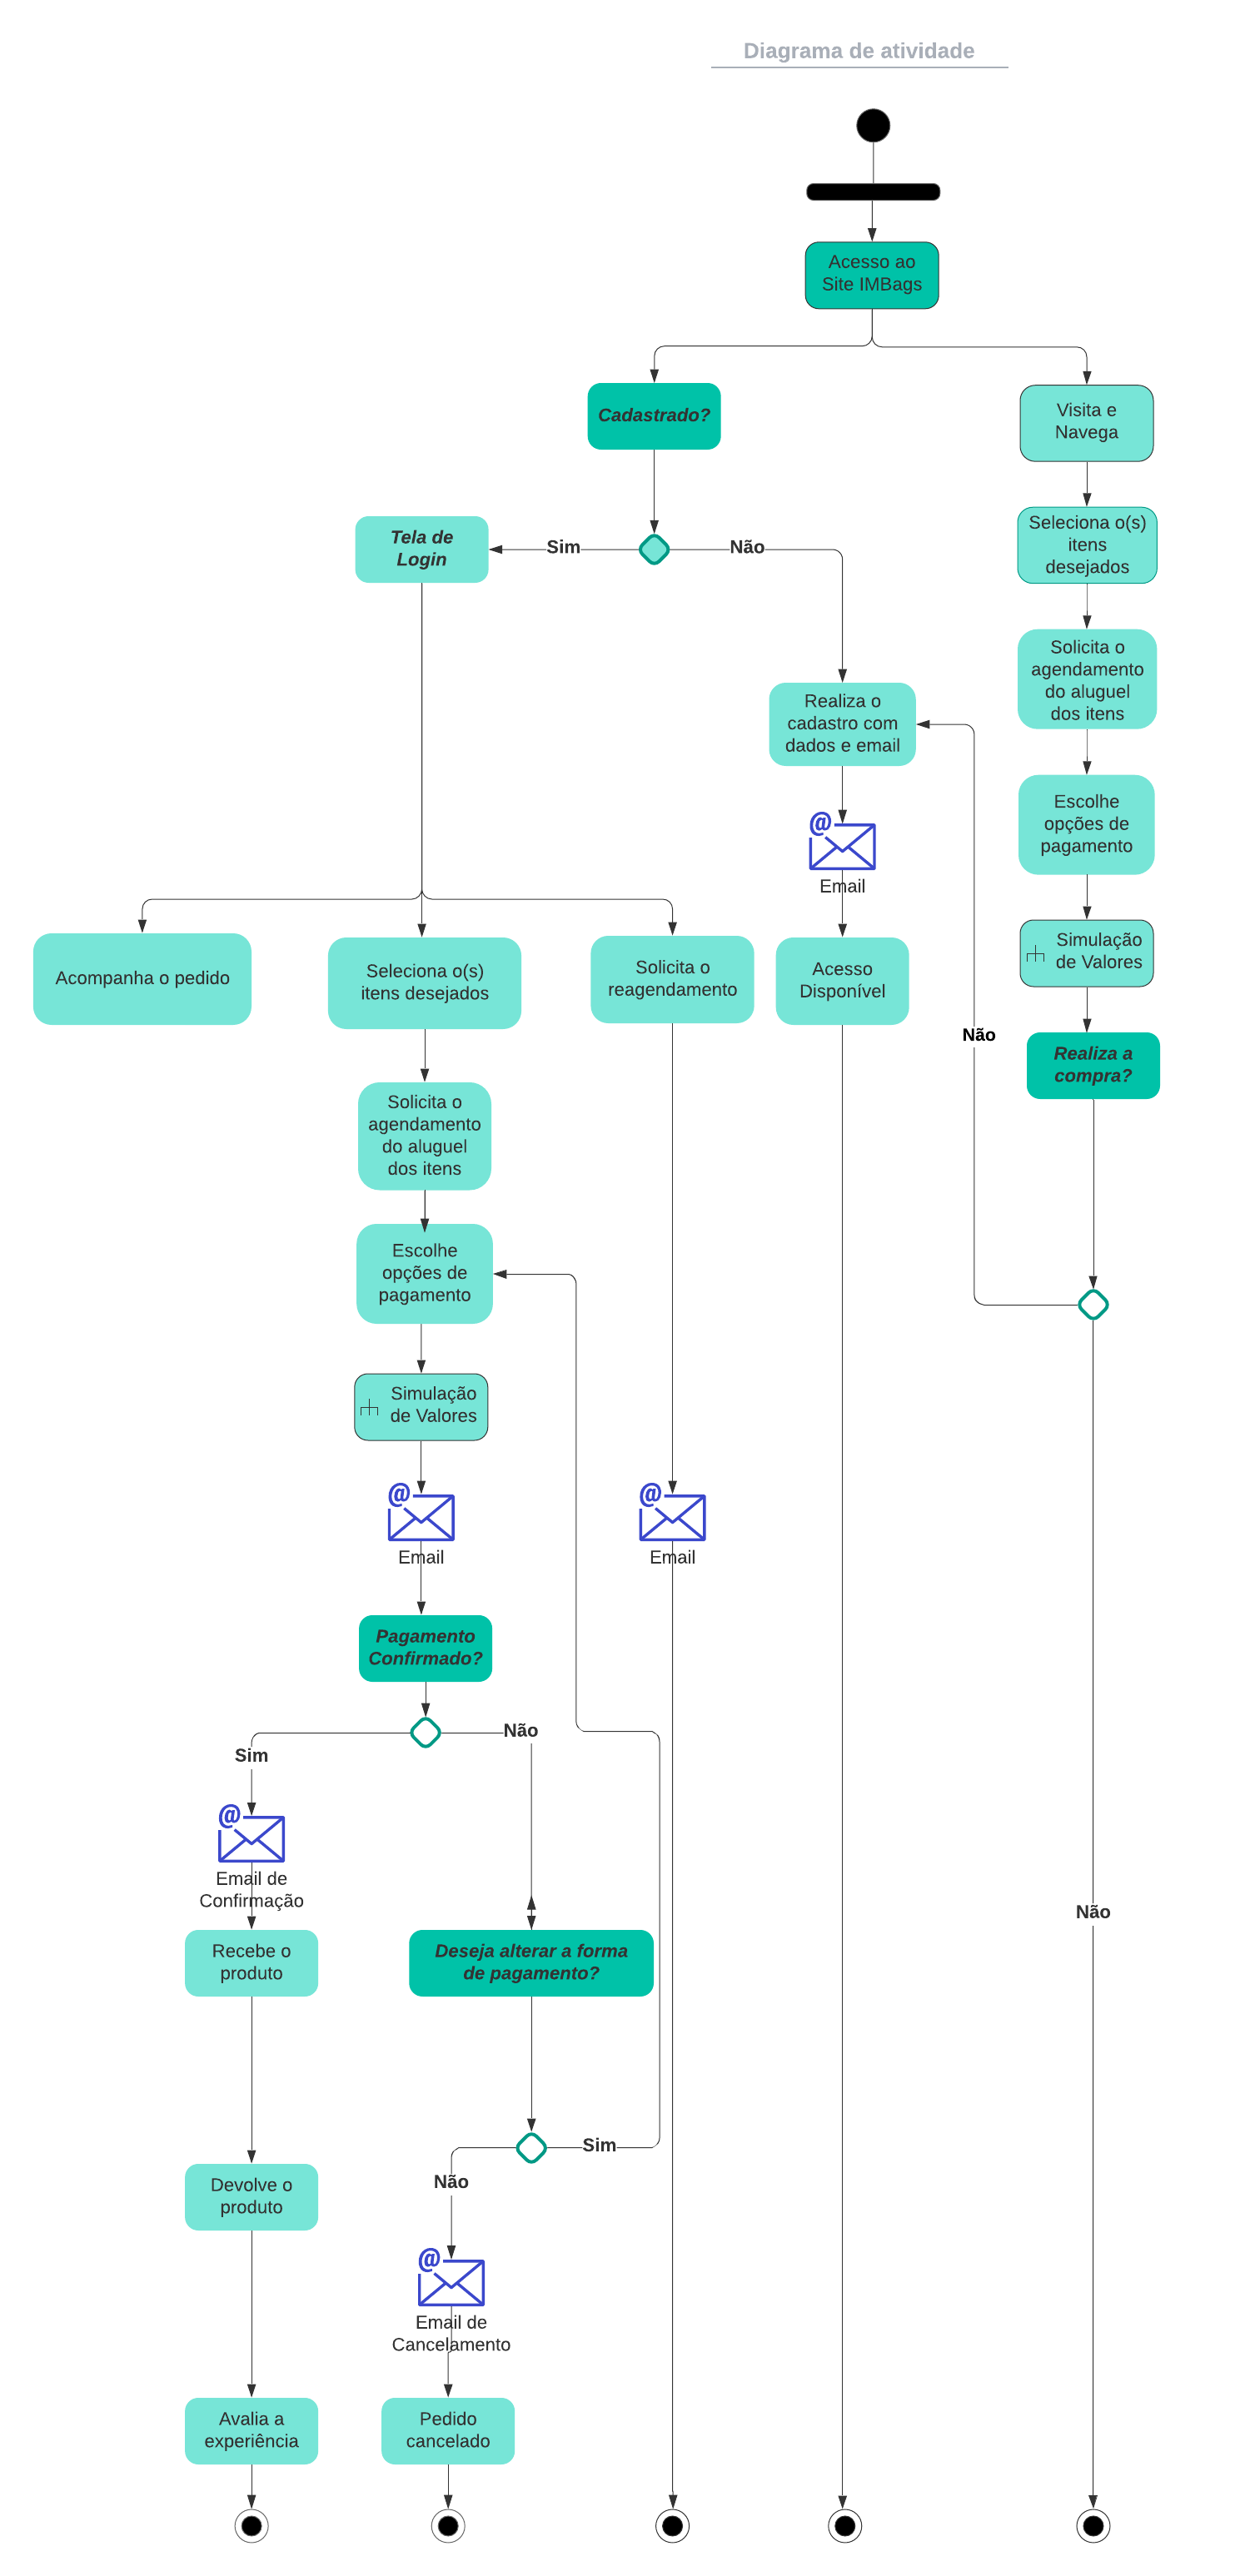 Diagrama de atividade
Acesso ao
Site IMBags
Cadastrado?
Visita e
Navega
Tela de
Login
Sim
Não
Seleciona o(s)
itens
desejados
Solicita o
agendamento
do aluguel
dos itens
Realiza o
cadastro com
dados e email
Escolhe
opções de
pagamento
@
Email
Simulação
de Valores
Acompanha o pedido
Seleciona o(s)
itens desejados
Solicita o
reagendamento
Acesso
Disponível
Não
Realiza a
compra?
Solicita o
agendamento
do aluguel
dos itens
Escolhe
opções de
pagamento
Simulação
de Valores
@
Email
@
Email
Pagamento
Confirmado?
Sim
Não
@
Email de
Confirmação
Não
Recebe o
produto
Deseja alterar a forma
de pagamento?
Sim
Não
Devolve o
produto
@
Email de
Cancelamento
Avalia a
experiência
Pedido
cancelado